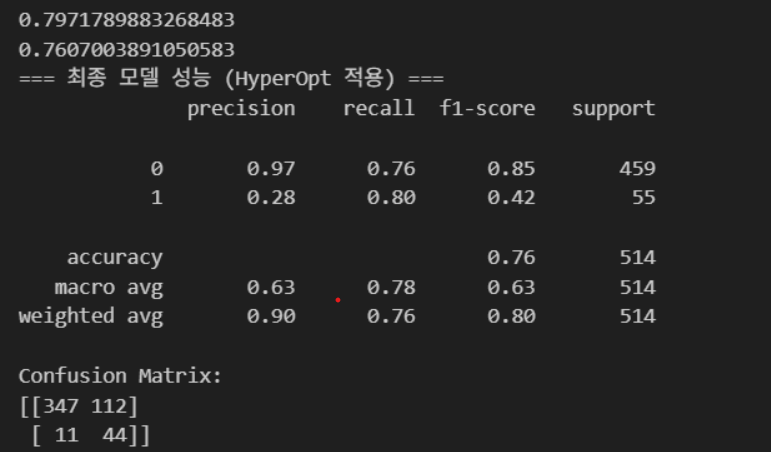 0.7971789883268483
0.7607003891050583
=== 최종 모델 성능 (HyperOpt 적용) ===
precision recall f1-score support
0 0.97 0.76 0.85 459
1 0.28 0.80 0.42 55
accuracy 0.76 514
macro avg 0.63 0.78 0.63 514
weighted avg 0.90 0.76 0.80 514
Confusion Matrix:
[[347 112]
[ 11 44]]